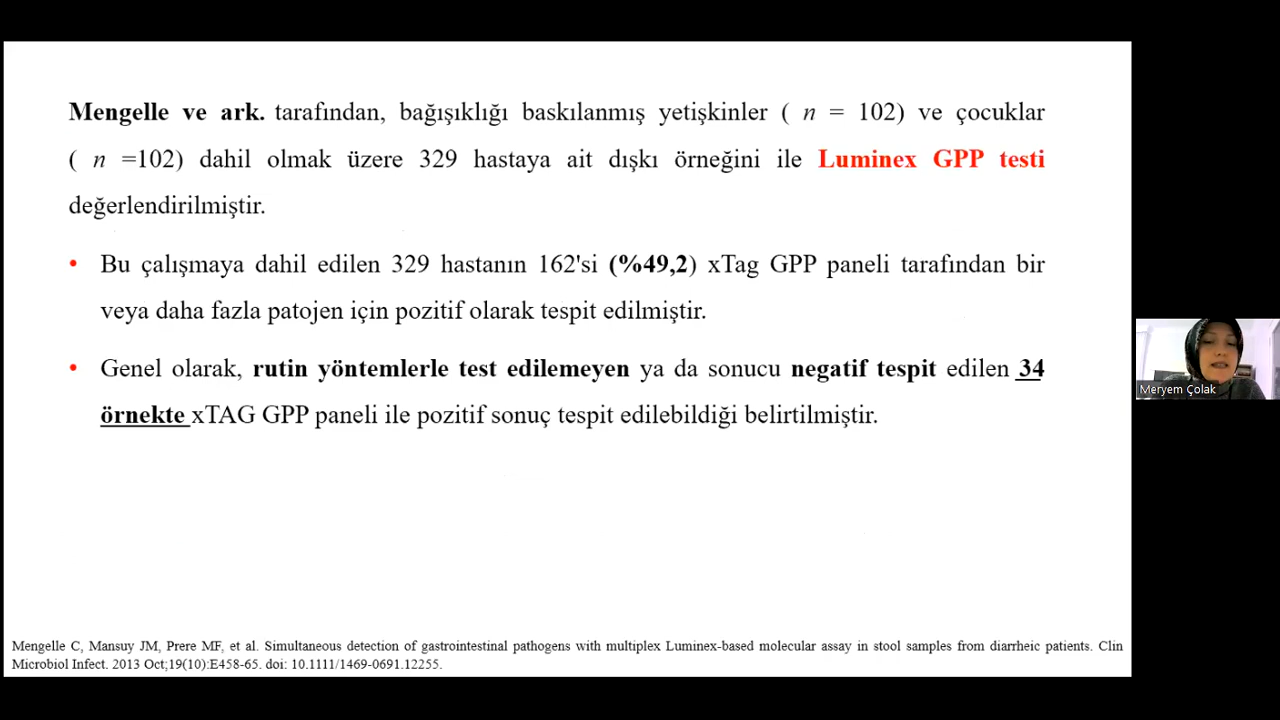 Mengelle ve ark. tarafından, bağışıklığı baskılanmış yetişkinler ( n = 102) ve çocuklar
( n =102) dahil olmak üzere 329 hastaya ait dışkı örneğini ile Luminex GPP testi
değerlendirilmiştir.
• Bu çalışmaya dahil edilen 329 hastanın 162'si (%49,2) xTag GPP paneli tarafından bir
veya daha fazla patojen için pozitif olarak tespit edilmiştir.
• Genel olarak, rutin yöntemlerle test edilemeyen ya da sonucu negatif tespit edilen 34
örnekte xTAG GPP paneli ile pozitif sonuç tespit edilebildiği belirtilmiştir.
Meryem Çolak
Mengelle C, Mansuy JM, Prere MF, et al. Simultaneous detection of gastrointestinal pathogens with multiplex Luminex-based molecular assay in stool samples from diarrheic patients. Clin
Microbiol Infect. 2013 Oct;19(10):E458-65. doi: 10.1111/1469-0691.12255.